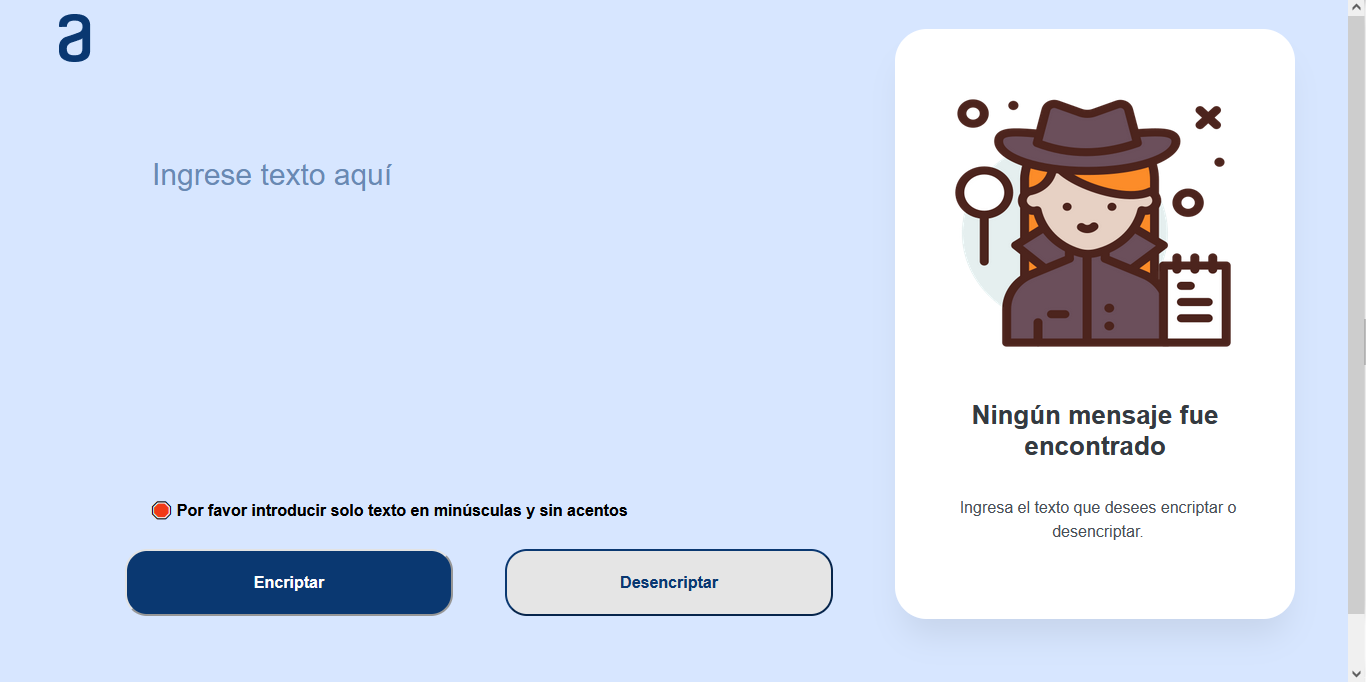 a
Ingrese texto aquí
Por favor introducir solo texto en minúsculas y sin acentos
Encriptar
Desencriptar
Ningún mensaje fue
encontrado
Ingresa el texto que desees encriptar o
desencriptar.